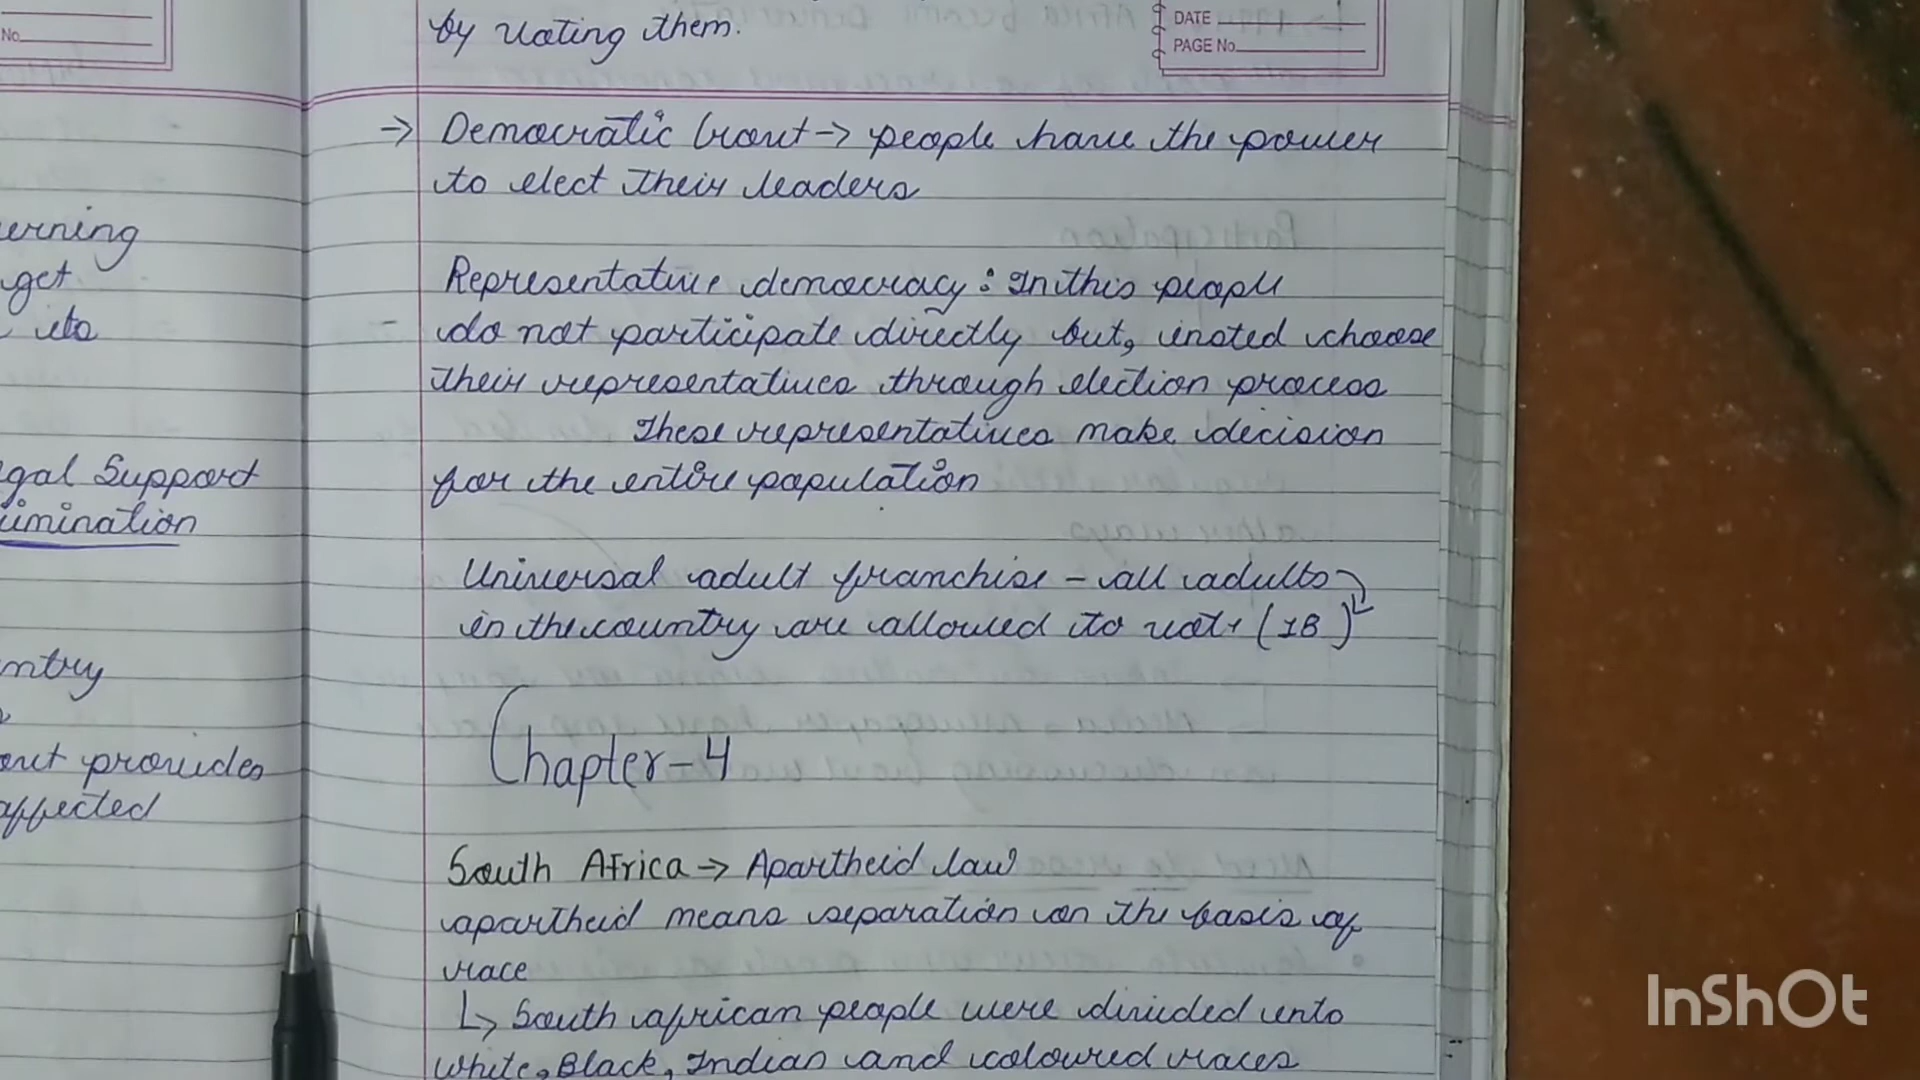 No
erning
get
its
gal Support
imination
ntry
ovt provides
affected
by voting them.
DATE
PAGE No.
→ Democratic Govt → people have the power
to elect their leaders
Representative democracy : In this people
do not participate directly but, insted choose
their representatives through election process
These representatives make decision
for the entire population
Universal adult franchise - all adults
in the country are allowed to vote (18)
Chapter-4
South Africa → Apartheid law
apartheid means separation on the basis of
race
↳ South african people were divided into
White, Black, Indian and coloured races
InShOt